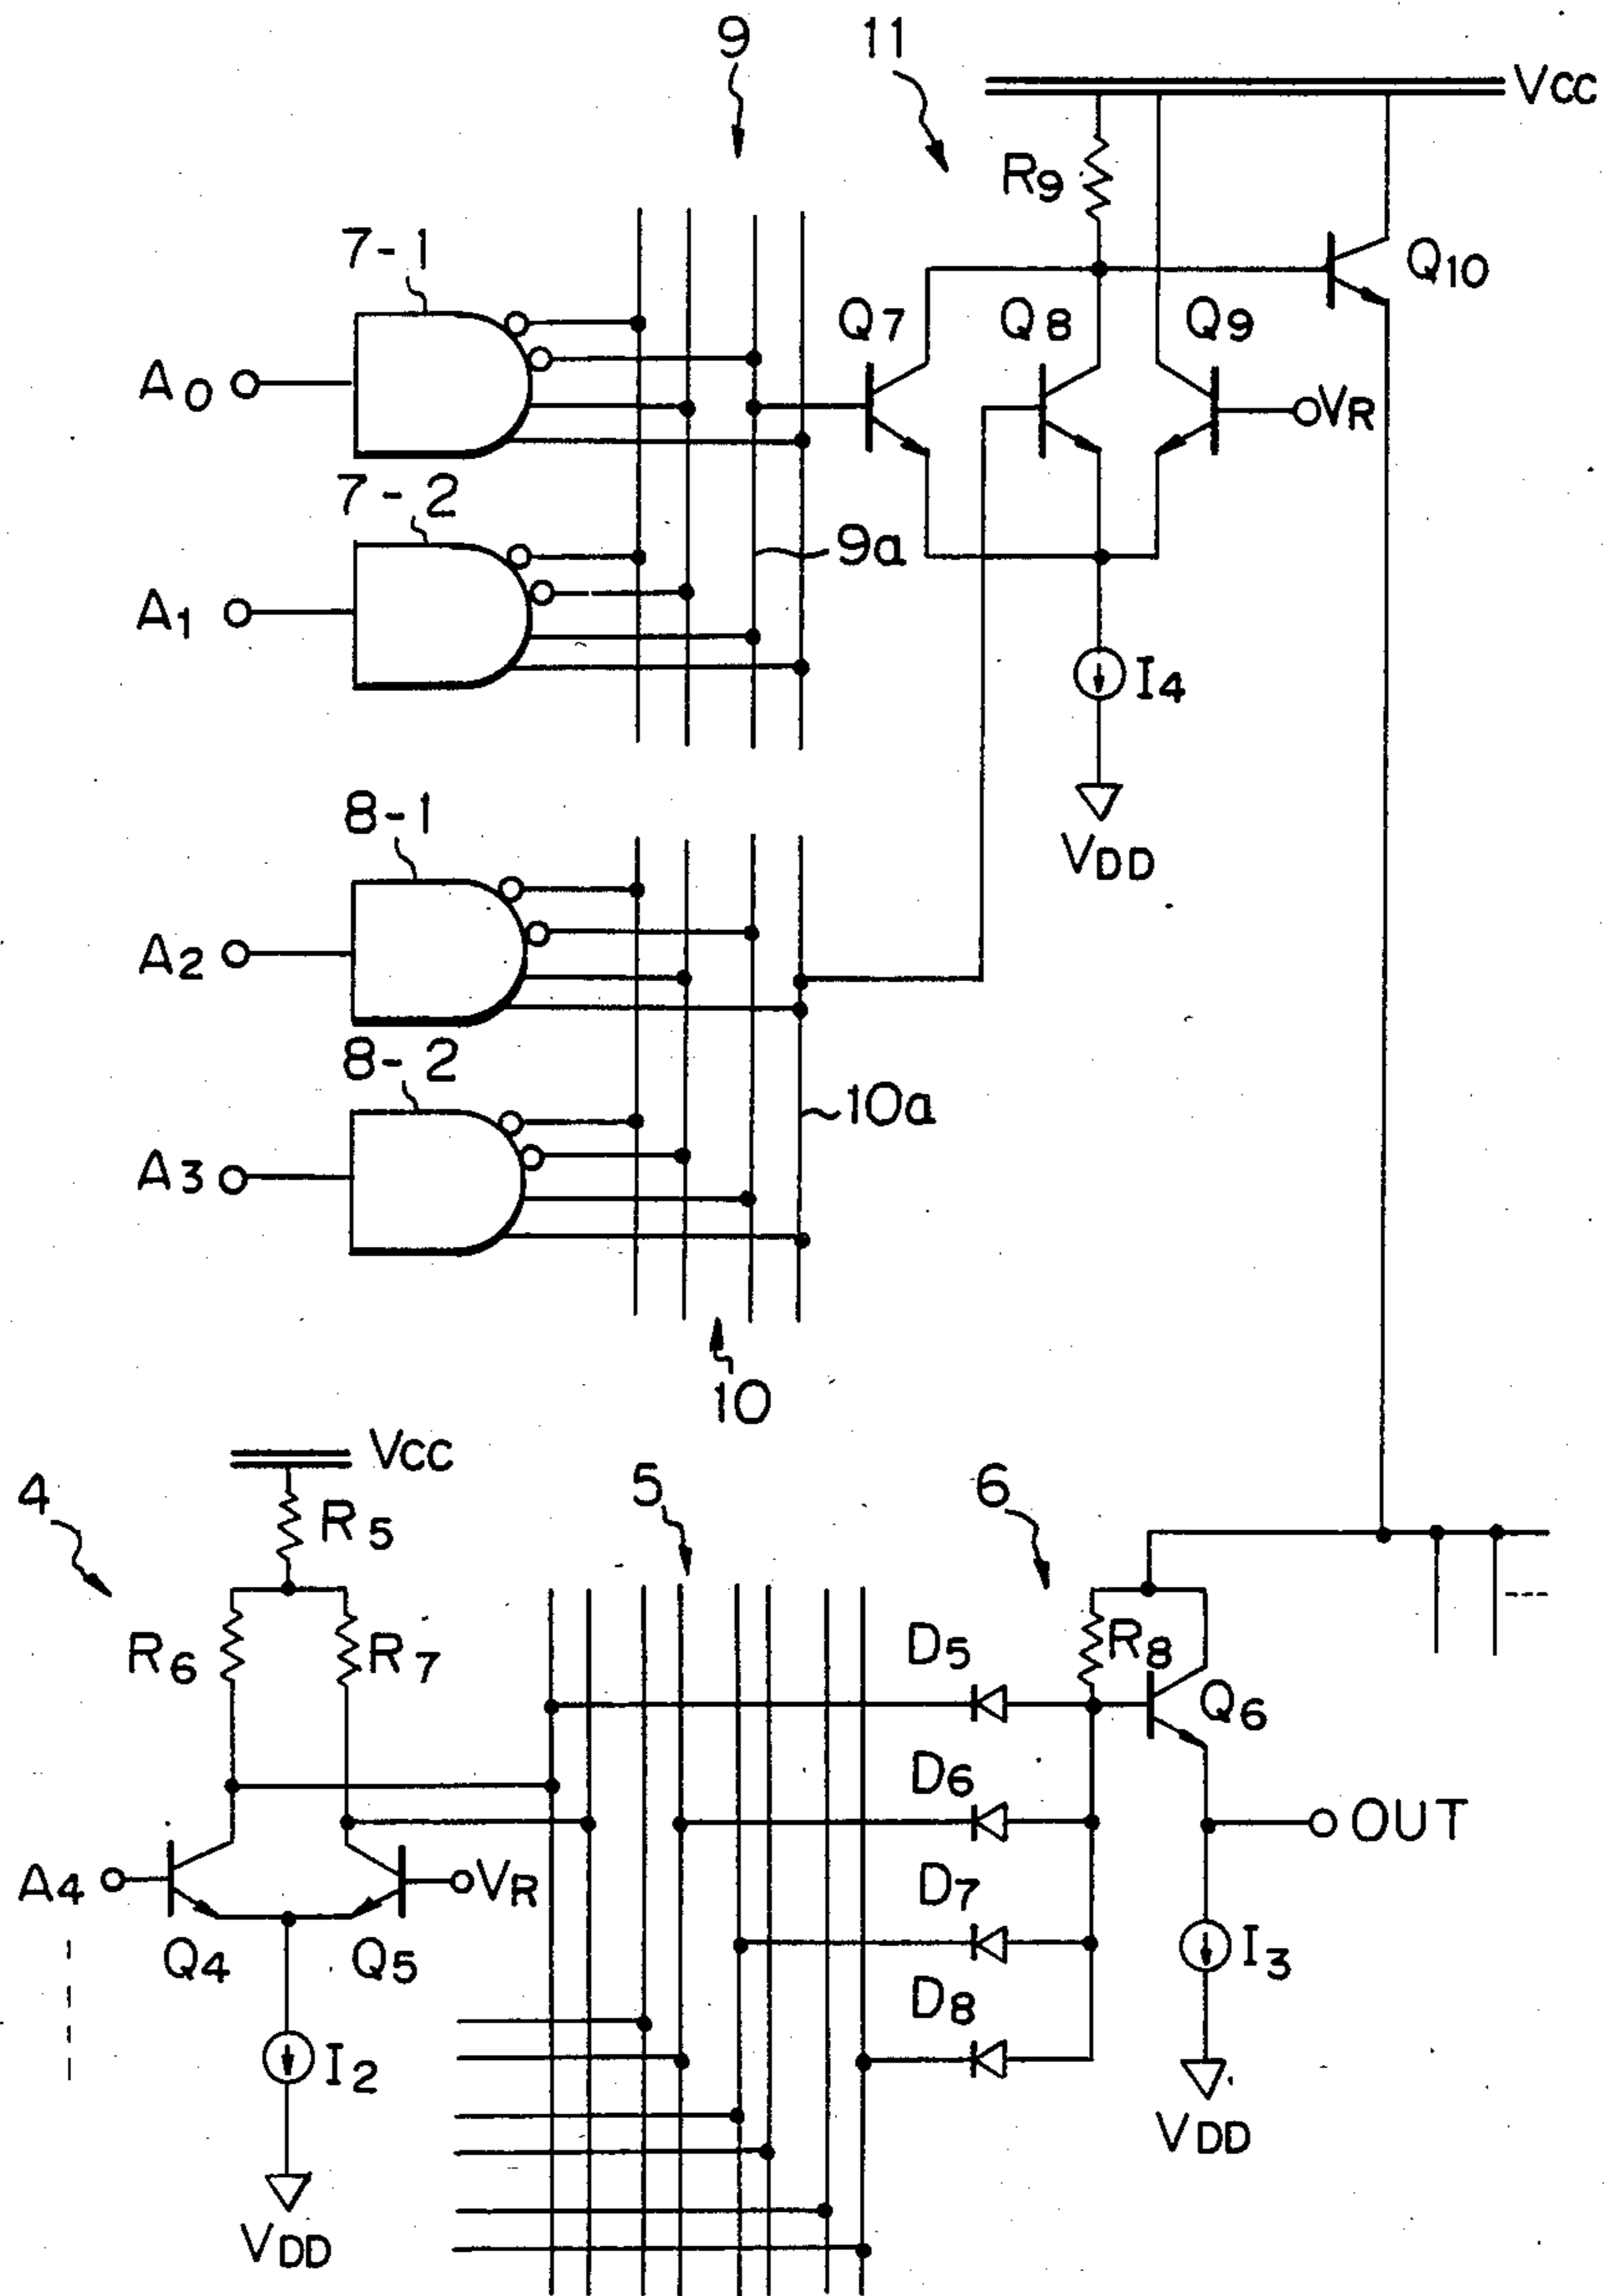 9
11
VCC
R9
7-1
Q10
Q7
Q8
Q9
A0
VR
7-2
9a
A1
I4
8-1
VDD
A2
8-2
10a
A3
10
VCC
4
5
6
R5
R6
R7
D5
R8
Q6
D6
OUT
A4
VR
D7
Q4
Q5
I3
D8
I2
VDD
VDD